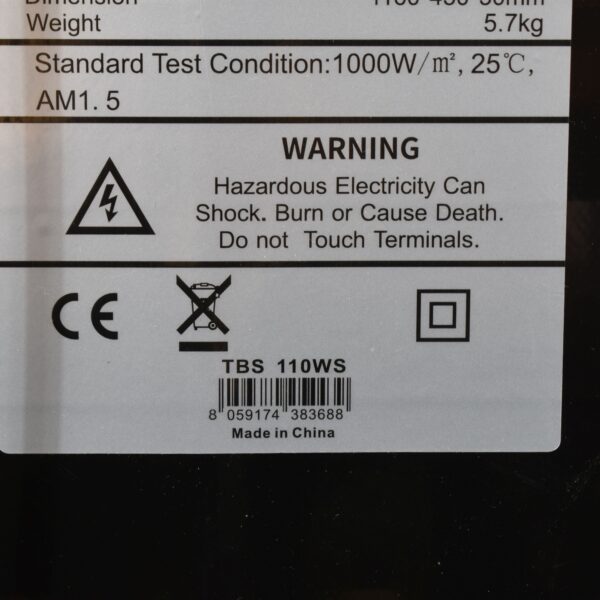 Dimension
Weight 5.7kg
Standard Test Condition:1000W/㎡, 25℃,
AM1. 5
WARNING
Hazardous Electricity Can
Shock. Burn or Cause Death.
Do not Touch Terminals.
CE
TBS 110WS
8 059174 383688
Made in China